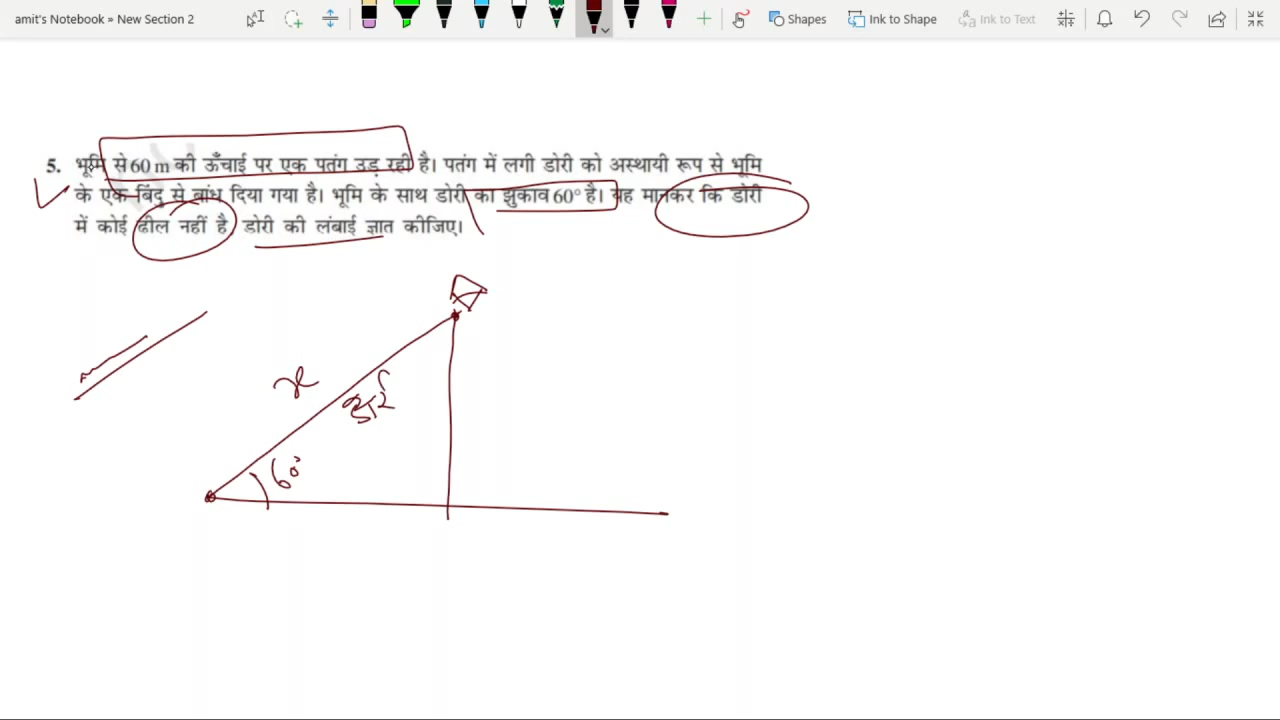 amit's Notebook » New Section 2
Shapes
Ink to Shape
Ink to Text
5. भूमि से 60 m की ऊँचाई पर एक पतंग उड़ रही है। पतंग में लगी डोरी को अस्थायी रूप से भूमि
के एक बिंदु से बांध दिया गया है। भूमि के साथ डोरी का झुकाव 60° है। यह मानकर कि डोरी
में कोई ढील नहीं है, डोरी की लंबाई ज्ञात कीजिए।
x
60°